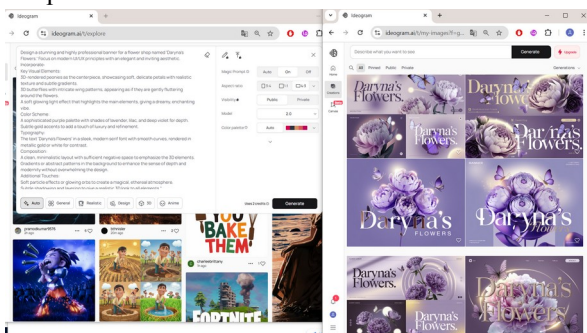 ideogram
ideogram.ai/t/explore
Design a stunning and highly professional banner for a flower shop named 'Daryna's
Flowers.' Focus on modern UI/UX principles with an elegant and inviting aesthetic.
Incorporate:
Key Visual Elements:
3D-rendered peonies as the centerpiece, showcasing soft, delicate petals with realistic
texture and subtle gradients.
3D butterflies with intricate wing patterns, appearing as if they are gently fluttering
around the flowers.
A soft glowing light effect that highlights the main elements, giving a dreamy, enchanting
vibe.
Color Scheme:
A sophisticated purple palette with shades of lavender, lilac, and deep violet for depth.
Subtle gold accents to add a touch of luxury and refinement.
Typography:
The text 'Daryna's Flowers' in a sleek, modern serif font with smooth curves, rendered in
metallic gold or white for contrast.
Composition:
A clean, minimalistic layout with sufficient negative space to emphasize the 3D elements.
Gradients or abstract patterns in the background to enhance the sense of depth and
modernity without overwhelming the design.
Additional Touches:
Soft particle effects or glowing orbs to create a magical, ethereal atmosphere.
Magic Prompt
Auto
On
Off
Aspect ratio
Visibility
Public
Private
Model
2.0
Color palette
Auto
Auto
General
Realistic
Design
3D
Anime
Generate
YOU
BAKE
THEM
FORTNITE
ideogram
ideogram.ai/t/my-images
Describe what you want to see
Generate
All
Pinned
Public
Private
Generations
Daryna's
Flowers.
Daryna's
Flowers.
Daryna's
FLOWERS
Daryna's
Daryna's
Flowers.
Daryna's
Flowers